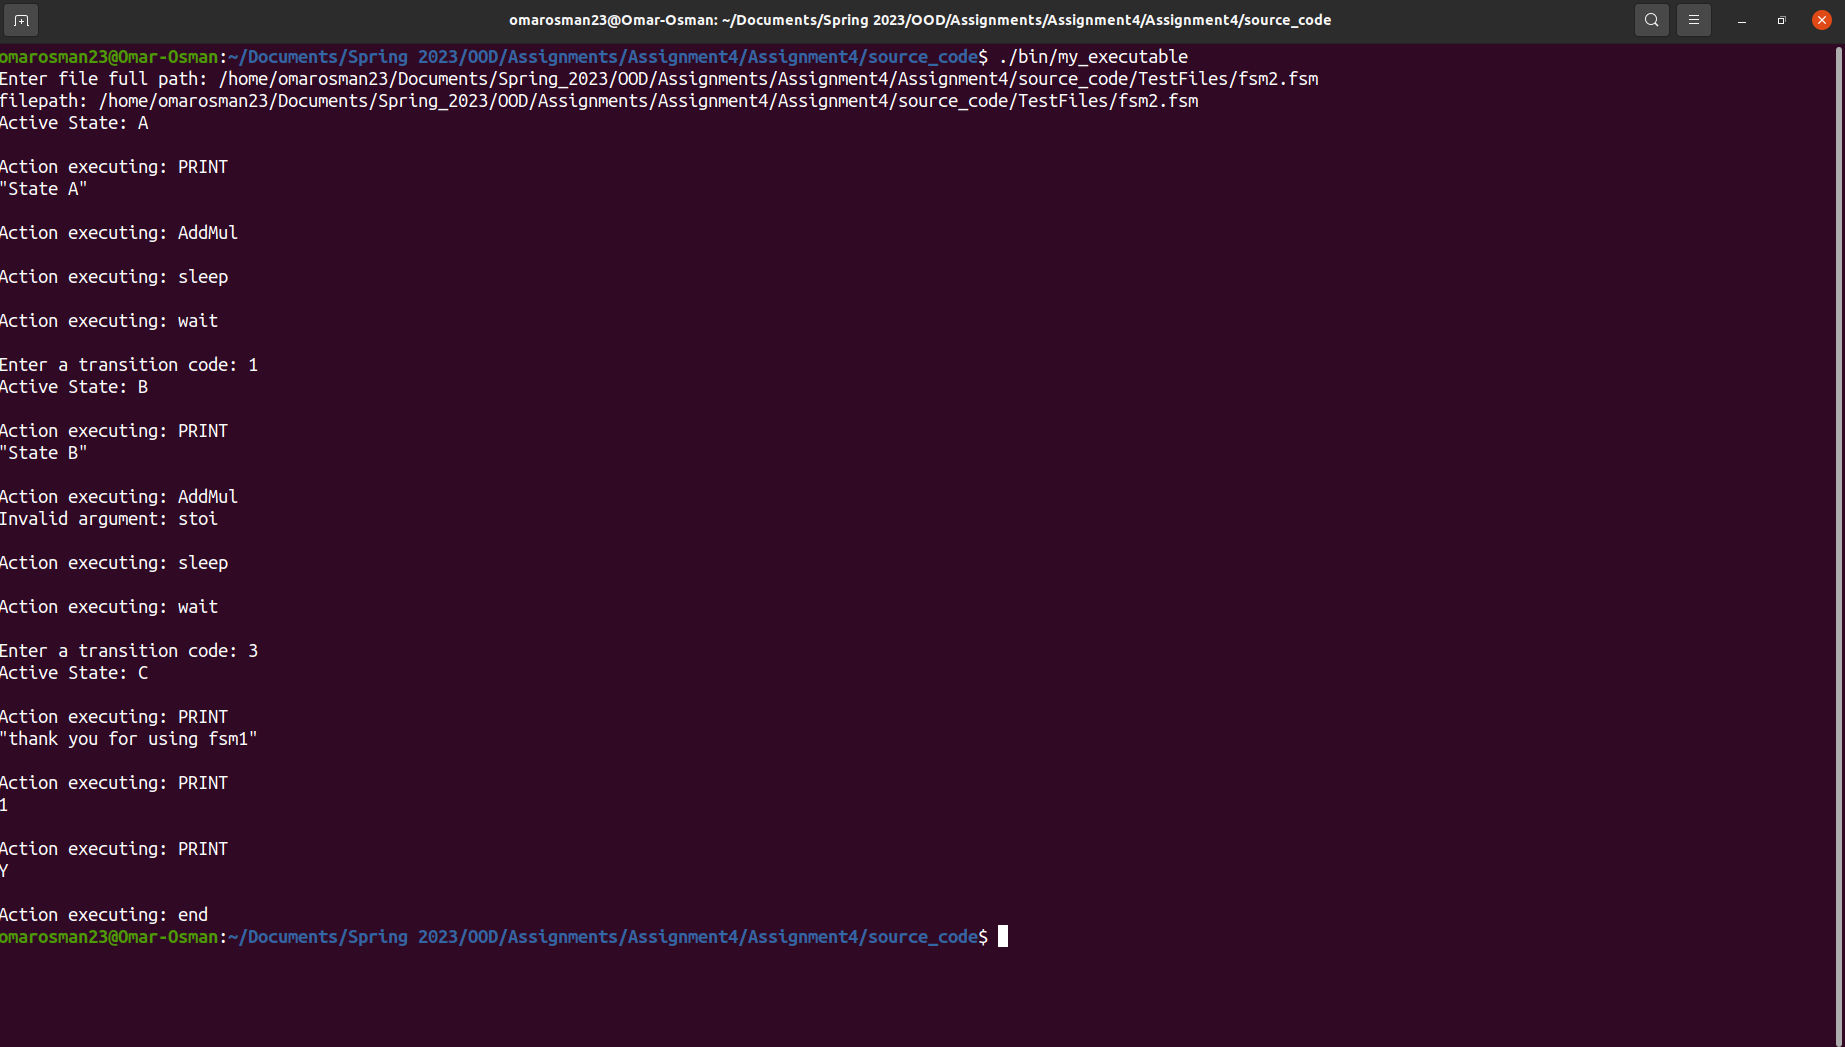 omarosman23@Omar-Osman: ~/Documents/Spring 2023/OOD/Assignments/Assignment4/Assignment4/source_code
omarosman23@Omar-Osman:~/Documents/Spring 2023/OOD/Assignments/Assignment4/Assignment4/source_code$ ./bin/my_executable
Enter file full path: /home/omarosman23/Documents/Spring_2023/OOD/Assignments/Assignment4/Assignment4/source_code/TestFiles/fsm2.fsm
filepath: /home/omarosman23/Documents/Spring_2023/OOD/Assignments/Assignment4/Assignment4/source_code/TestFiles/fsm2.fsm
Active State: A
Action executing: PRINT
"State A"
Action executing: AddMul
Action executing: sleep
Action executing: wait
Enter a transition code: 1
Active State: B
Action executing: PRINT
"State B"
Action executing: AddMul
Invalid argument: stoi
Action executing: sleep
Action executing: wait
Enter a transition code: 3
Active State: C
Action executing: PRINT
"thank you for using fsm1"
Action executing: PRINT
1
Action executing: PRINT
Y
Action executing: end
omarosman23@Omar-Osman:~/Documents/Spring 2023/OOD/Assignments/Assignment4/Assignment4/source_code$